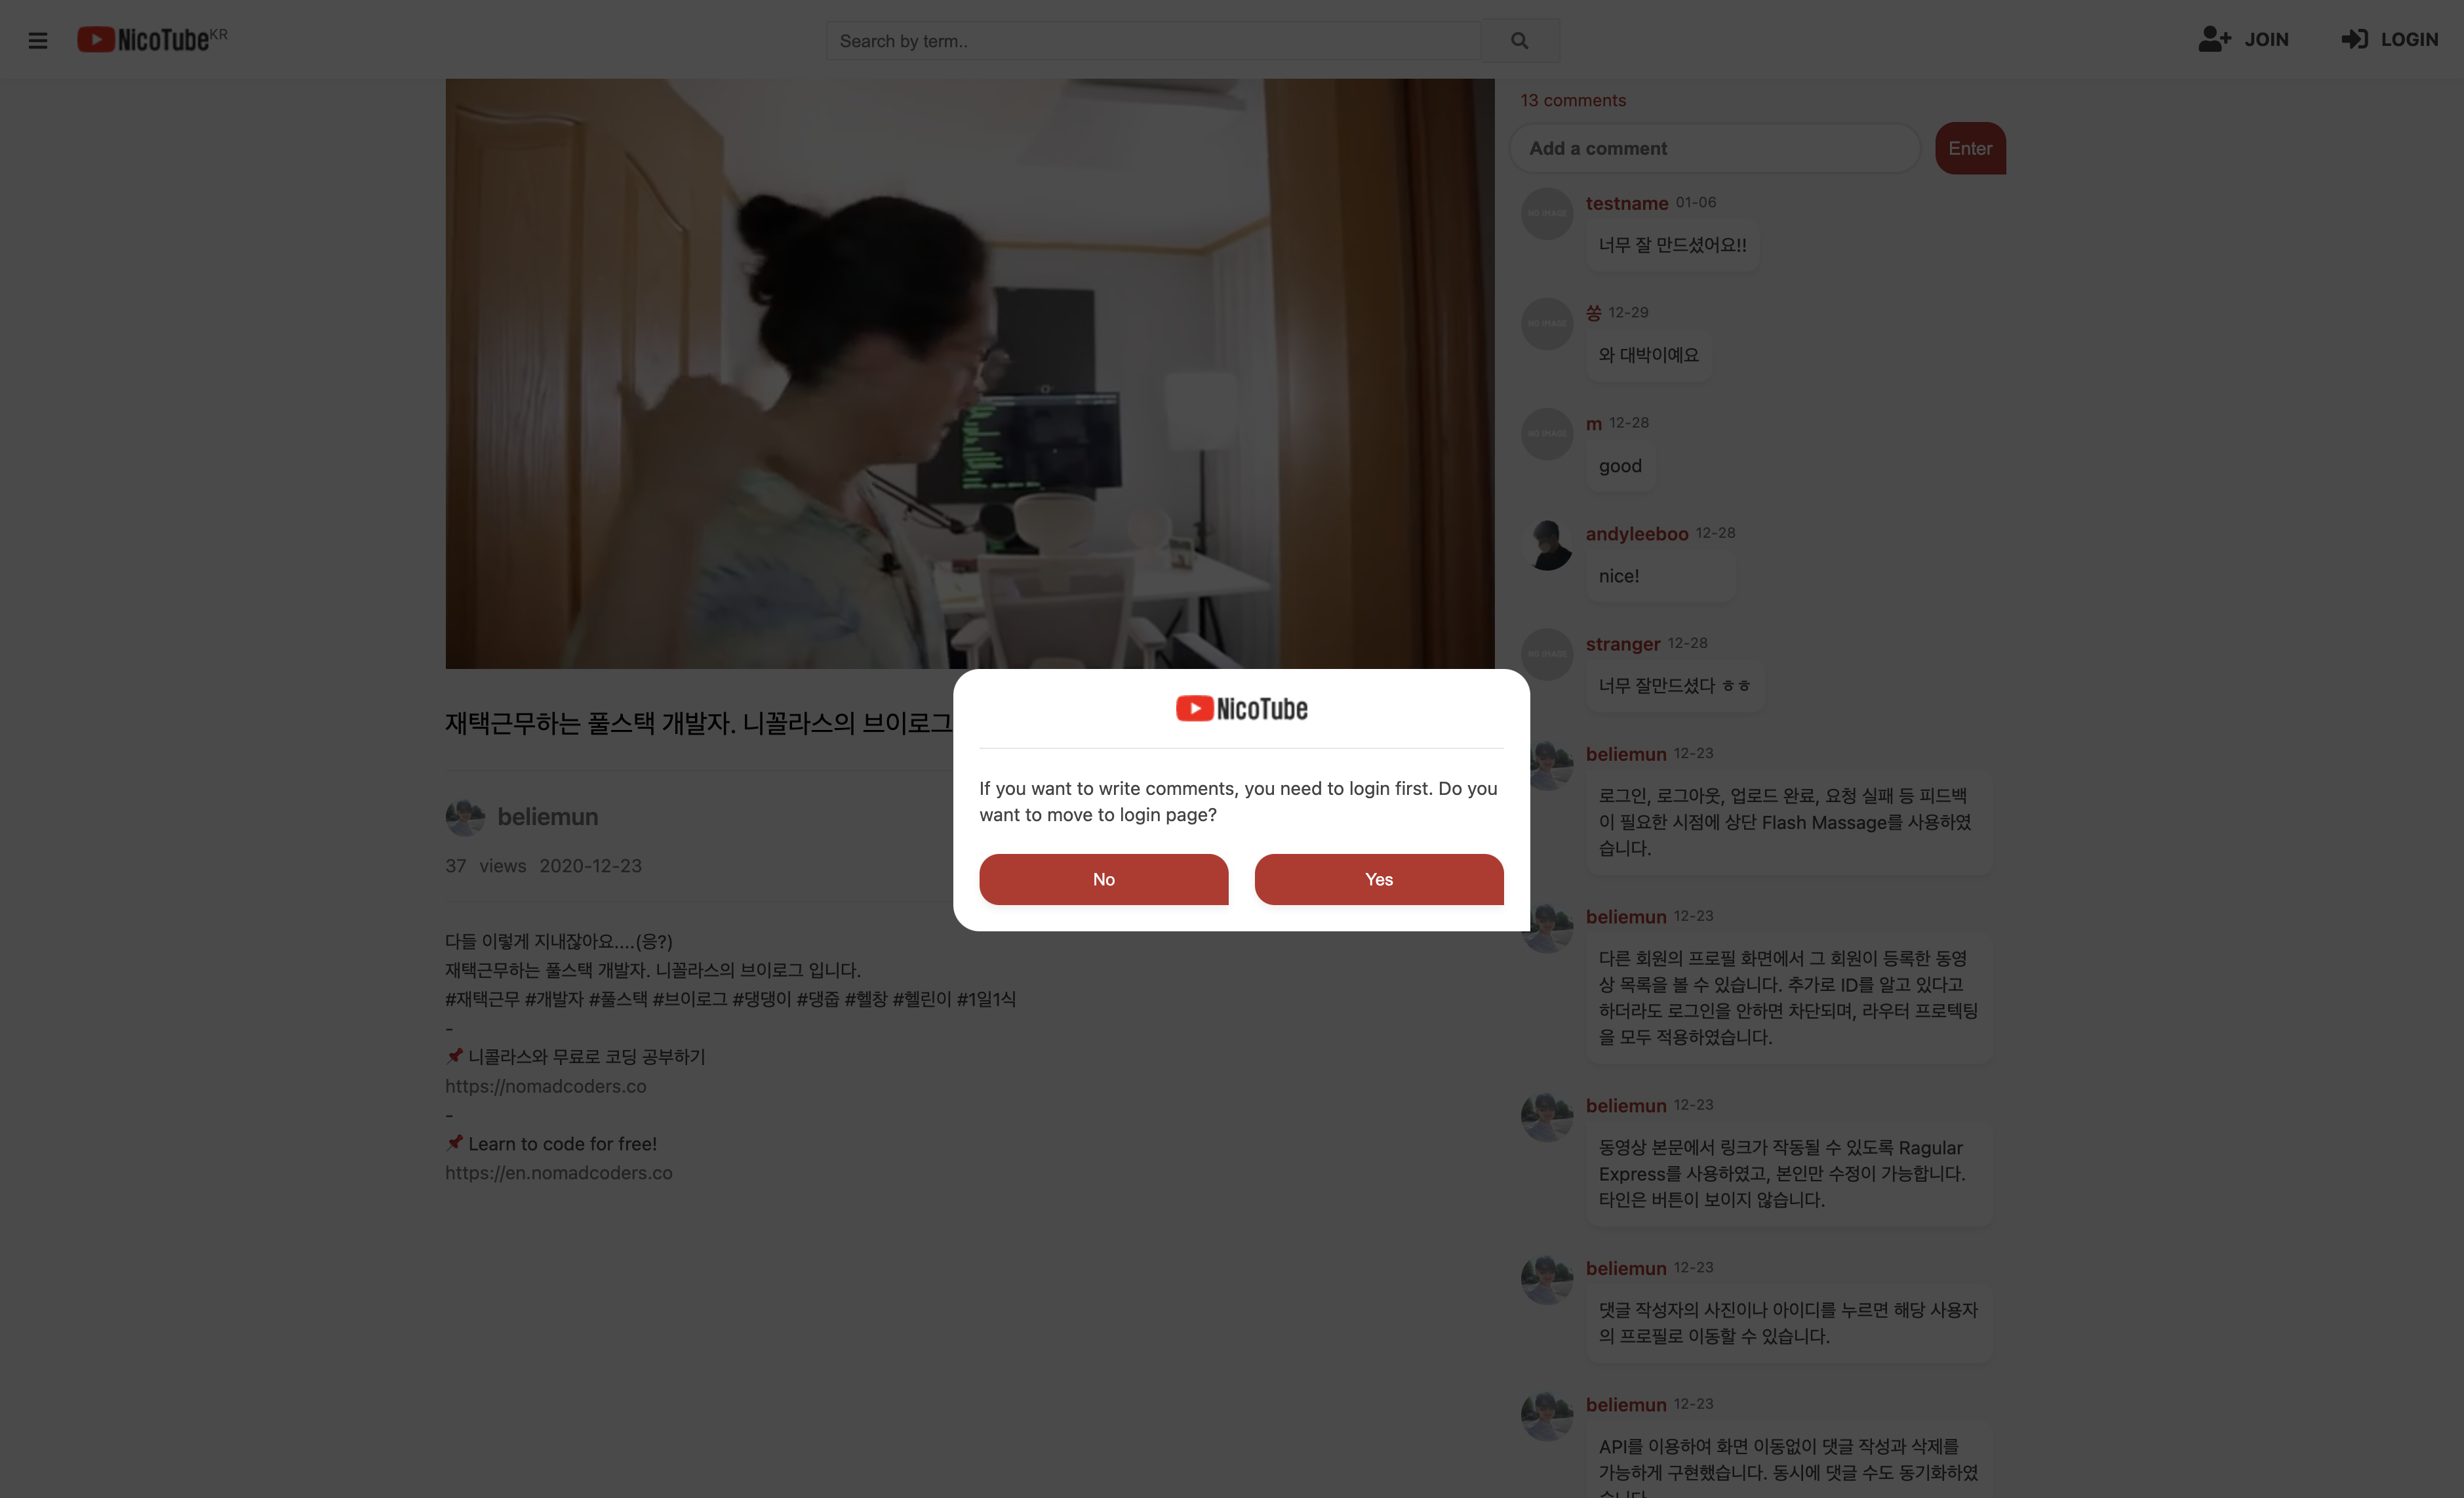 NicoTube KR
Search by term..
JOIN
LOGIN
13 comments
Add a comment
Enter
NO IMAGE
testname 01-06
너무 잘 만드셨어요!!
NO IMAGE
쏭 12-29
와 대박이예요
NO IMAGE
m 12-28
good
andyleeboo 12-28
nice!
NO IMAGE
stranger 12-28
너무 잘만드셨다 ㅎㅎ
beliemun 12-23
로그인, 로그아웃, 업로드 완료, 요청 실패 등 피드백
이 필요한 시점에 상단 Flash Massage를 사용하였
습니다.
beliemun 12-23
다른 회원의 프로필 화면에서 그 회원이 등록한 동영
상 목록을 볼 수 있습니다. 추가로 ID를 알고 있다고
하더라도 로그인을 안하면 차단되며, 라우터 프로텍팅
을 모두 적용하였습니다.
beliemun 12-23
동영상 본문에서 링크가 작동될 수 있도록 Ragular
Express를 사용하였고, 본인만 수정이 가능합니다.
타인은 버튼이 보이지 않습니다.
beliemun 12-23
댓글 작성자의 사진이나 아이디를 누르면 해당 사용자
의 프로필로 이동할 수 있습니다.
beliemun 12-23
API를 이용하여 화면 이동없이 댓글 작성과 삭제를
가능하게 구현했습니다. 동시에 댓글 수도 동기화하였
재택근무하는 풀스택 개발자. 니꼴라스의 브이로그
beliemun
37 views 2020-12-23
다들 이렇게 지내잖아요....(응?)
재택근무하는 풀스택 개발자. 니꼴라스의 브이로그 입니다.
#재택근무 #개발자 #풀스택 #브이로그 #댕댕이 #댕줍 #헬창 #헬린이 #1일1식
-
📌 니콜라스와 무료로 코딩 공부하기
https://nomadcoders.co
-
📌 Learn to code for free!
https://en.nomadcoders.co
NicoTube
If you want to write comments, you need to login first. Do you
want to move to login page?
No
Yes